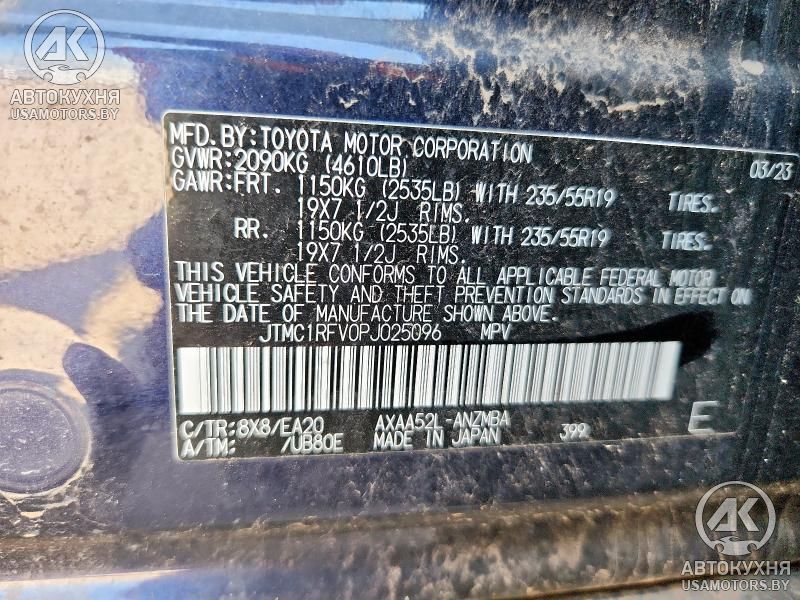 AK
АВТОКУХНЯ
USAMOTORS.BY
MFD. BY: TOYOTA MOTOR CORPORATION 03/23
GVWR: 2090KG (4610LB)
GAWR: FRT. 1150KG (2535LB) WITH 235/55R19 TIRES.
19X7 1/2J RIMS.
RR. 1150KG (2535LB) WITH 235/55R19 TIRES.
19X7 1/2J RIMS.
THIS VEHICLE CONFORMS TO ALL APPLICABLE FEDERAL MOTOR
VEHICLE SAFETY AND THEFT PREVENTION STANDARDS IN EFFECT ON
THE DATE OF MANUFACTURE SHOWN ABOVE.
JTMC1RFV0PJ025096 MPV
C/TR: 8X8/EA20 AXAA52L-ANZMBA E
A/TM: /UB80E MADE IN JAPAN 399
AK
АВТОКУХНЯ
USAMOTORS.BY